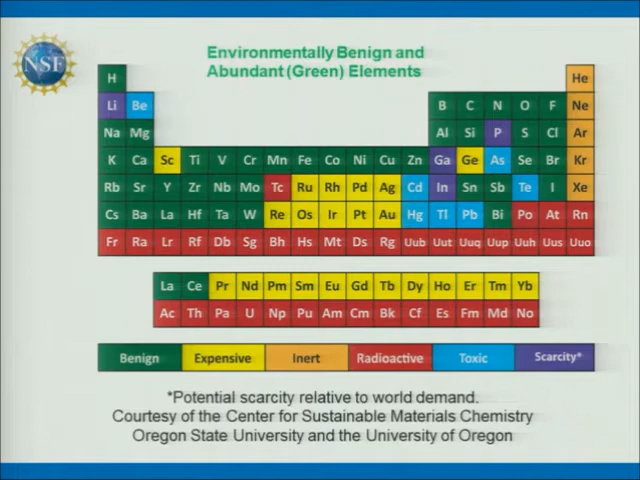 NSF
Environmentally Benign and
Abundant (Green) Elements
H He
Li Be B C N O F Ne
Na Mg Al Si P S Cl Ar
K Ca Sc Ti V Cr Mn Fe Co Ni Cu Zn Ga Ge As Se Br Kr
Rb Sr Y Zr Nb Mo Tc Ru Rh Pd Ag Cd In Sn Sb Te I Xe
Cs Ba La Hf Ta W Re Os Ir Pt Au Hg Tl Pb Bi Po At Rn
Fr Ra Lr Rf Db Sg Bh Hs Mt Ds Rg Uub Uut Uuq Uup Uuh Uus Uuo
La Ce Pr Nd Pm Sm Eu Gd Tb Dy Ho Er Tm Yb
Ac Th Pa U Np Pu Am Cm Bk Cf Es Fm Md No
Benign Expensive Inert Radioactive Toxic Scarcity*
*Potential scarcity relative to world demand.
Courtesy of the Center for Sustainable Materials Chemistry
Oregon State University and the University of Oregon